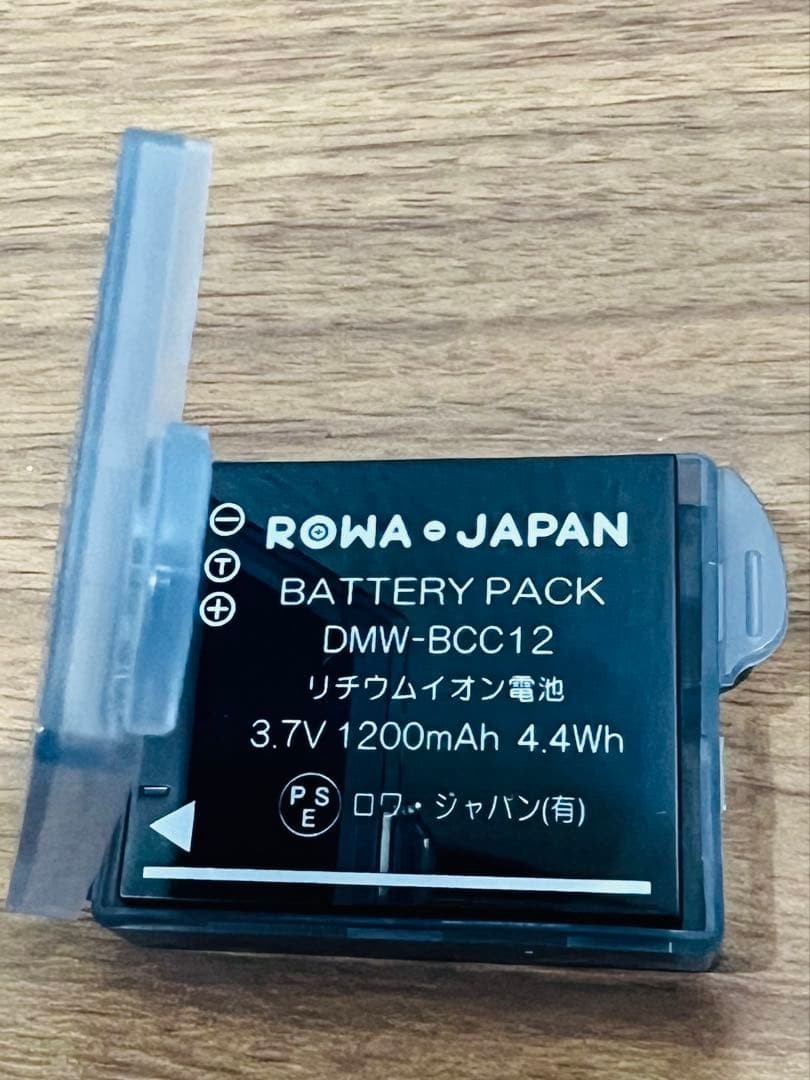 ROWA JAPAN
BATTERY PACK
DMW-BCC12
リチウムイオン電池
3.7V 1200mAh 4.4Wh
PSE ロワ・ジャパン(有)
⊖
Ⓣ
⊕